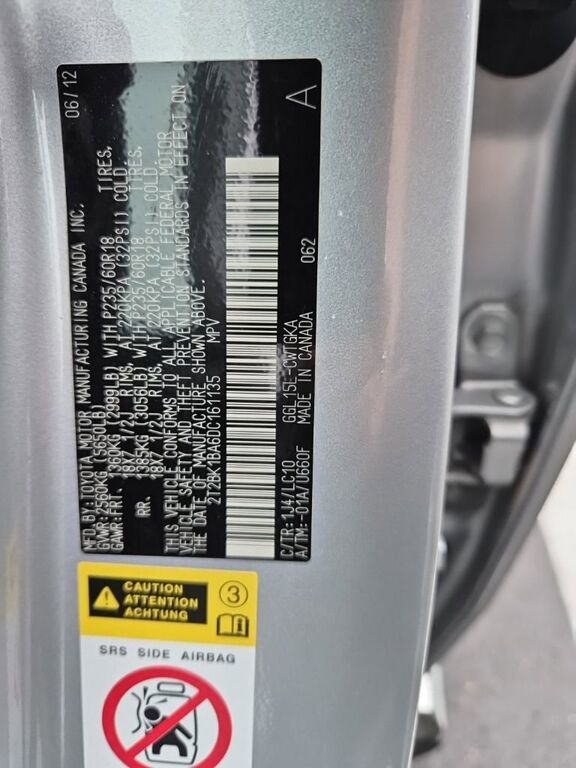 MFD.BY:TOYOTA MOTOR MANUFACTURING CANADA INC. 06/12
GVWR:2560KG (5650LB)
GAWR:FRT. 1360KG (2999LB) WITH P235/60R18 TIRES,
18X7 1/2J RIMS, AT 220KPA (32PSI) COLD.
RR. 1385KG (3056LB) WITH P235/60R18 TIRES,
18X7 1/2J RIMS, AT 220KPA (32PSI) COLD.
THIS VEHICLE CONFORMS TO ALL APPLICABLE FEDERAL MOTOR
VEHICLE SAFETY AND THEFT PREVENTION STANDARDS IN EFFECT ON
THE DATE OF MANUFACTURE SHOWN ABOVE.
2T2BK1BA6DC161135 MPV
C/TR:1J4/LC10 GGL15L-CWTGKA 062
A/TM:-01A/U660F MADE IN CANADA A
CAUTION
ATTENTION
ACHTUNG
3
i
SRS SIDE AIRBAG